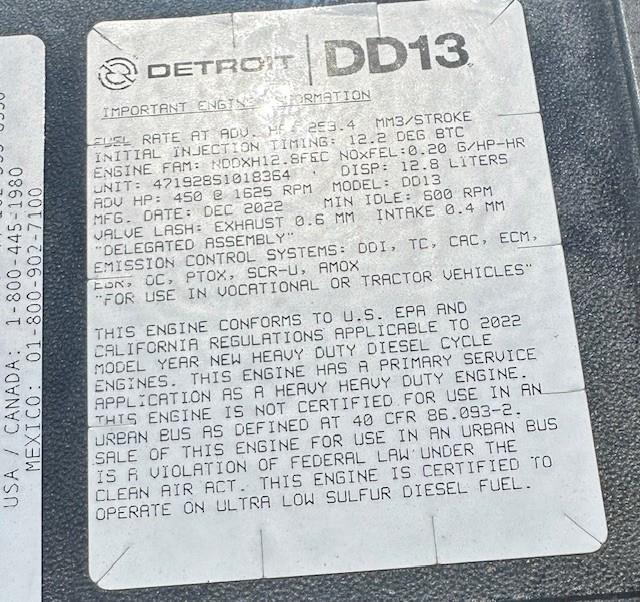 DETROIT | DD13
IMPORTANT ENGINE INFORMATION
FUEL RATE AT ADV. HP: 253.4 MM3/STROKE
INITIAL INJECTION TIMING: 12.2 DEG BTC
ENGINE FAM: NDDXH12.8FEC NOxFEL:0.20 G/HP-HR
UNIT: 471928S1018364 DISP: 12.8 LITERS
ADV HP: 450 @ 1625 RPM MODEL: DD13
MFG. DATE: DEC 2022 MIN IDLE: 600 RPM
VALVE LASH: EXHAUST 0.6 MM INTAKE 0.4 MM
"DELEGATED ASSEMBLY"
EMISSION CONTROL SYSTEMS: DDI, TC, CAC, ECM,
EGR, OC, PTOX, SCR-U, AMOX
"FOR USE IN VOCATIONAL OR TRACTOR VEHICLES"
THIS ENGINE CONFORMS TO U.S. EPA AND
CALIFORNIA REGULATIONS APPLICABLE TO 2022
MODEL YEAR NEW HEAVY DUTY DIESEL CYCLE
ENGINES. THIS ENGINE HAS A PRIMARY SERVICE
APPLICATION AS A HEAVY HEAVY DUTY ENGINE.
THIS ENGINE IS NOT CERTIFIED FOR USE IN AN
URBAN BUS AS DEFINED AT 40 CFR 86.093-2.
SALE OF THIS ENGINE FOR USE IN AN URBAN BUS
IS A VIOLATION OF FEDERAL LAW UNDER THE
CLEAN AIR ACT. THIS ENGINE IS CERTIFIED TO
OPERATE ON ULTRA LOW SULFUR DIESEL FUEL.
USA / CANADA: 1-800-445-1980
MEXICO: 01-800-902-7100